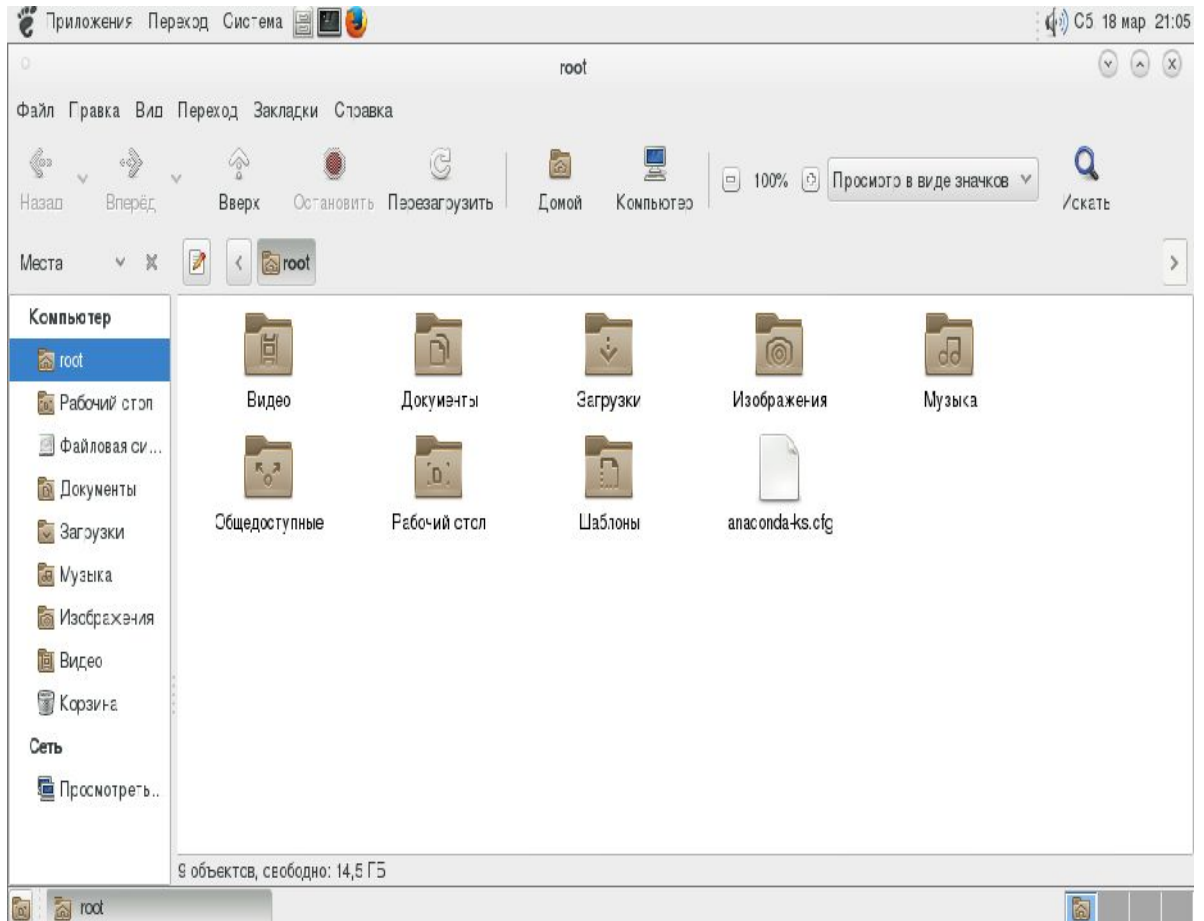 Приложения Переход Система
Сб 18 мар 21:05
root
Файл Правка Вид Переход Закладки Справка
Назад Вперёд Вверх Остановить Перезагрузить Домой Компьютер 100% Просмотр в виде значков Искать
Места
root
Компьютер
root
Рабочий стол
Файловая си...
Документы
Загрузки
Музыка
Изображения
Видео
Корзина
Сеть
Просмотреть...
Видео Документы Загрузки Изображения Музыка
Общедоступные Рабочий стол Шаблоны anaconda-ks.cfg
9 объектов, свободно: 14,5 ГБ
root